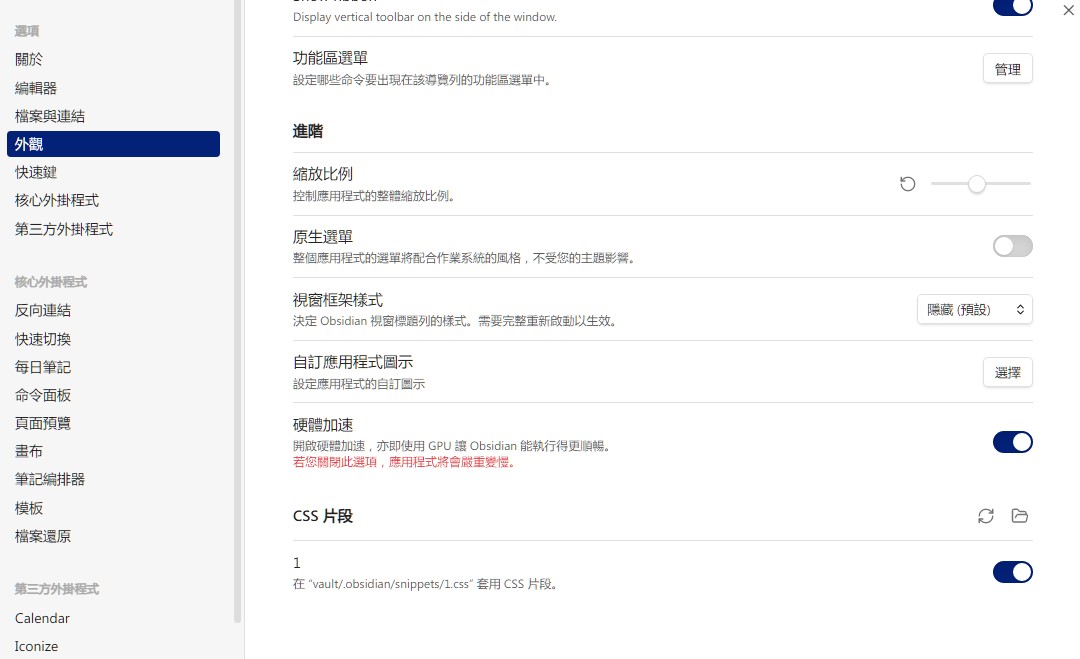 選項
關於
編輯器
檔案與連結
外觀
快速鍵
核心外掛程式
第三方外掛程式
核心外掛程式
反向連結
快速切換
每日筆記
命令面板
頁面預覽
畫布
筆記編排器
模板
檔案還原
第三方外掛程式
Calendar
Iconize
Display vertical toolbar on the side of the window.
功能區選單
設定哪些命令要出現在該導覽列的功能區選單中。
管理
進階
縮放比例
控制應用程式的整體縮放比例。
原生選單
整個應用程式的選單將配合作業系統的風格，不受您的主題影響。
視窗框架樣式
決定 Obsidian 視窗標題列的樣式。需要完整重新啟動以生效。
隱藏 (預設)
自訂應用程式圖示
設定應用程式的自訂圖示
選擇
硬體加速
開啟硬體加速，亦即使用 GPU 讓 Obsidian 能執行得更順暢。
若您關閉此選項，應用程式將會嚴重變慢。
CSS 片段
1
在 “vault/.obsidian/snippets/1.css” 套用 CSS 片段。